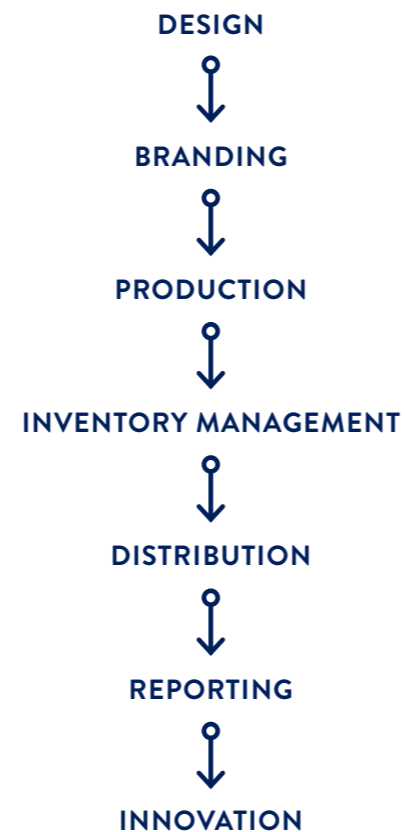 DESIGN
BRANDING
PRODUCTION
INVENTORY MANAGEMENT
DISTRIBUTION
REPORTING
INNOVATION